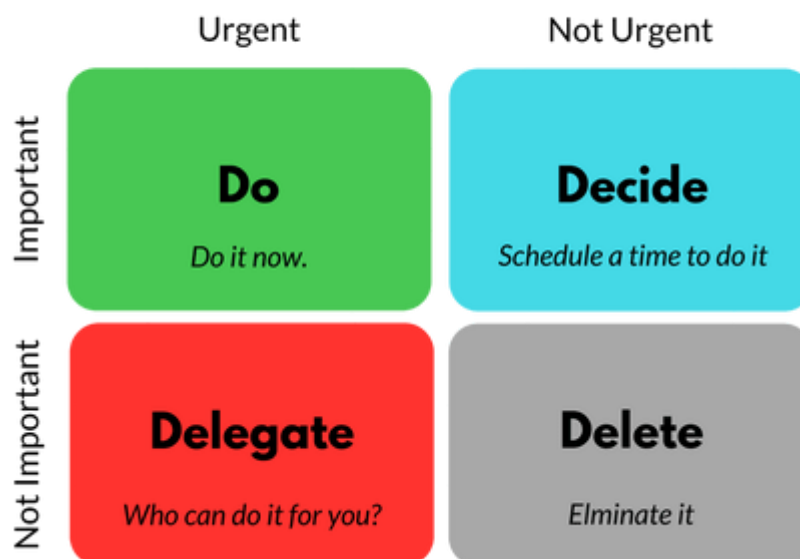 Urgent
Not Urgent
Important
Do
Do it now.
Decide
Schedule a time to do it
Not Important
Delegate
Who can do it for you?
Delete
Elminate it